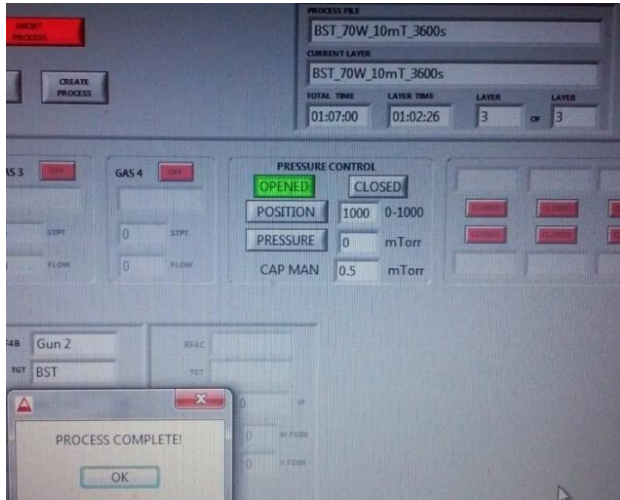 PROCESS FILE
ABORT PROCESS
BST_70W_10mT_3600s
CURRENT LAYER
BST_70W_10mT_3600s
CREATE PROCESS
TOTAL TIME LAYER TIME LAYER LAYER
01:07:00 01:02:26 3 OF 3
AS 3 OFF GAS 4 OFF PRESSURE CONTROL
OPENED CLOSED
POSITION 1000 0-1000
CLOSED CLOSED
STPT 0 STPT PRESSURE 0 mTorr
CLOSED CLOSED
FLOW 0 FLOW CAP MAN 0.5 mTorr
Gun 2
TGT BST TGT
PROCESS COMPLETE!
OK